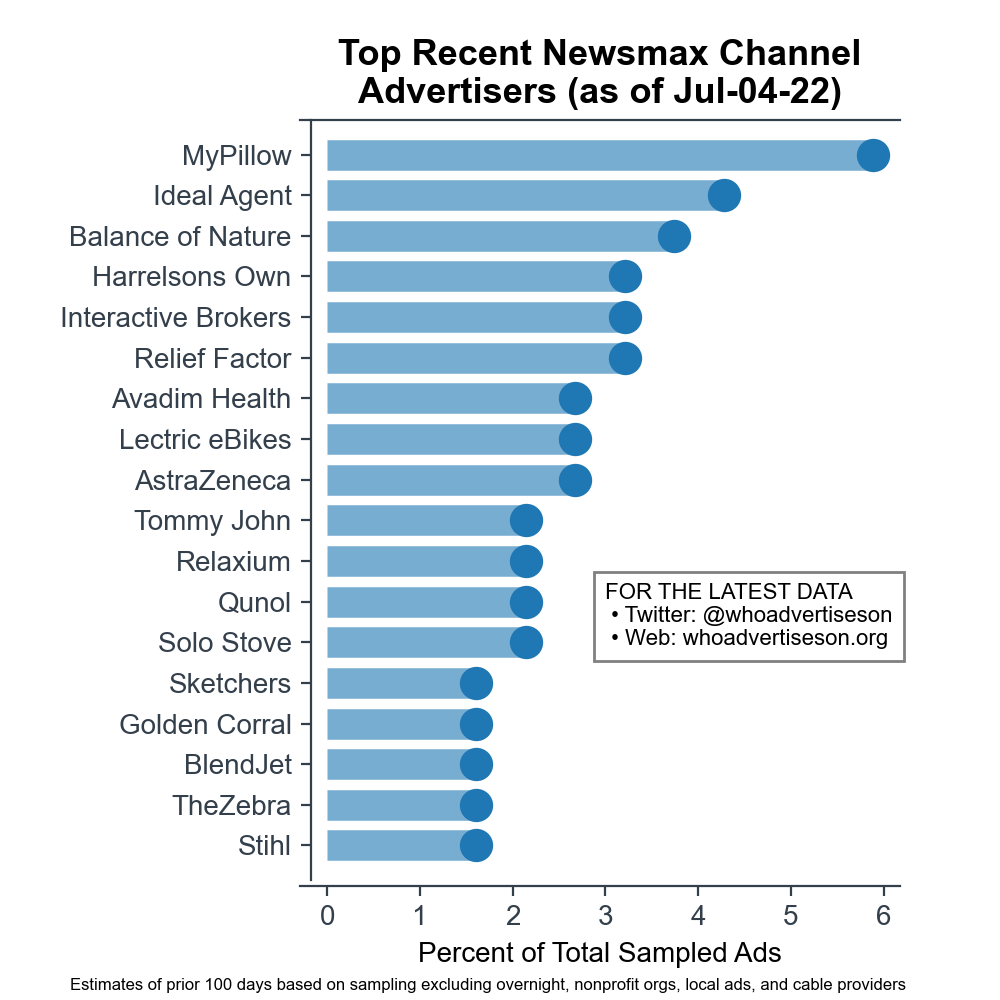 Top Recent Newsmax Channel
Advertisers (as of Jul-04-22)
MyPillow
Ideal Agent
Balance of Nature
Harrelsons Own
Interactive Brokers
Relief Factor
Avadim Health
Lectric eBikes
AstraZeneca
Tommy John
Relaxium
Qunol
Solo Stove
Sketchers
Golden Corral
BlendJet
TheZebra
Stihl
FOR THE LATEST DATA
• Twitter: @whoadvertiseson
• Web: whoadvertiseson.org
0 1 2 3 4 5 6
Percent of Total Sampled Ads
Estimates of prior 100 days based on sampling excluding overnight, nonprofit orgs, local ads, and cable providers